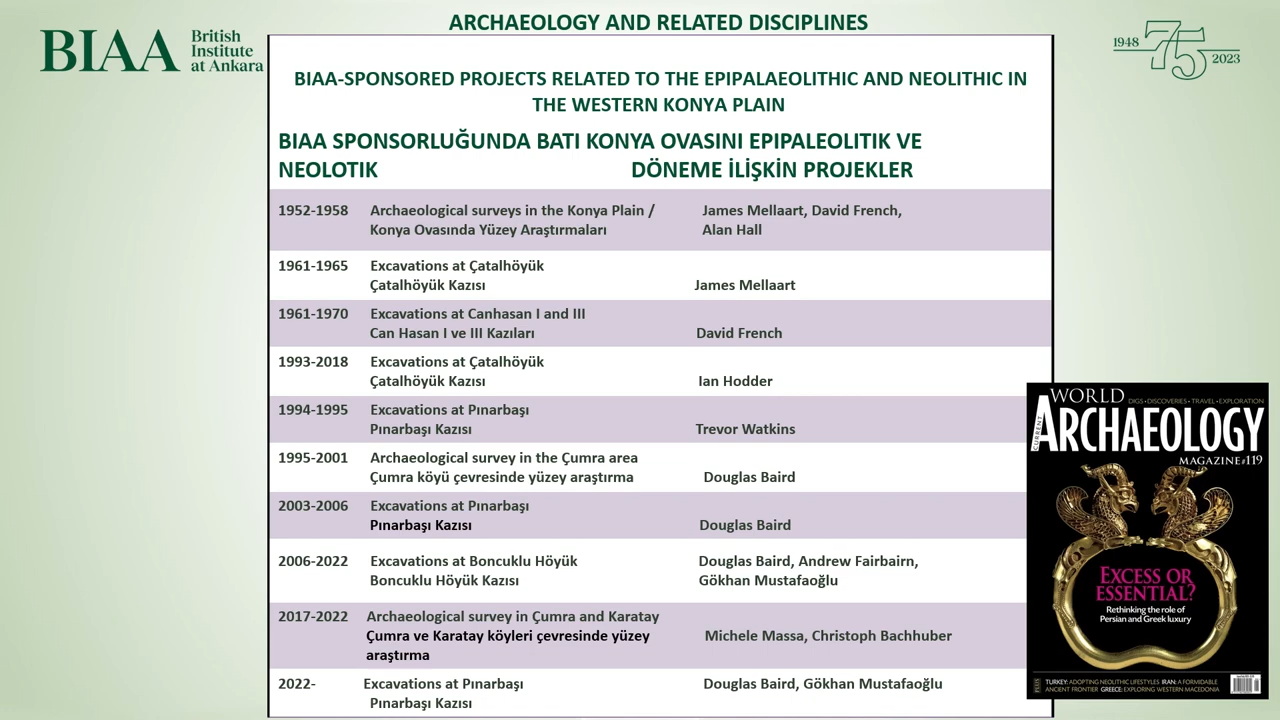 ARCHAEOLOGY AND RELATED DISCIPLINES
BIAA
British
Institute
at Ankara
1948
75
2023
BIAA-SPONSORED PROJECTS RELATED TO THE EPIPALAEOLITHIC AND NEOLITHIC IN
THE WESTERN KONYA PLAIN
BIAA SPONSORLUĞUNDA BATI KONYA OVASINI EPIPALEOLITIK VE
NEOLOTIK DÖNEME İLİŞKİN PROJEKLER
1952-1958 Archaeological surveys in the Konya Plain / James Mellaart, David French,
Konya Ovasında Yüzey Araştırmaları Alan Hall
1961-1965 Excavations at Çatalhöyük
Çatalhöyük Kazısı James Mellaart
1961-1970 Excavations at Canhasan I and III
Can Hasan I ve III Kazıları David French
1993-2018 Excavations at Çatalhöyük
Çatalhöyük Kazısı Ian Hodder
1994-1995 Excavations at Pınarbaşı
Pınarbaşı Kazısı Trevor Watkins
1995-2001 Archaeological survey in the Çumra area
Çumra köyü çevresinde yüzey araştırma Douglas Baird
2003-2006 Excavations at Pınarbaşı
Pınarbaşı Kazısı Douglas Baird
2006-2022 Excavations at Boncuklu Höyük Douglas Baird, Andrew Fairbairn,
Boncuklu Höyük Kazısı Gökhan Mustafaoğlu
2017-2022 Archaeological survey in Çumra and Karatay
Çumra ve Karatay köyleri çevresinde yüzey Michele Massa, Christoph Bachhuber
araştırma
2022- Excavations at Pınarbaşı Douglas Baird, Gökhan Mustafaoğlu
Pınarbaşı Kazısı
WORLD
DIGS • DISCOVERIES • TRAVEL • EXPLORATION
CURRENT
ARCHAEOLOGY
MAGAZINE #119
EXCESS OR
ESSENTIAL?
Rethinking the role of
Persian and Greek luxury
PLUS
TURKEY: ADOPTING NEOLITHIC LIFESTYLES IRAN: A FORMIDABLE
ANCIENT FRONTIER GREECE: EXPLORING WESTERN MACEDONIA